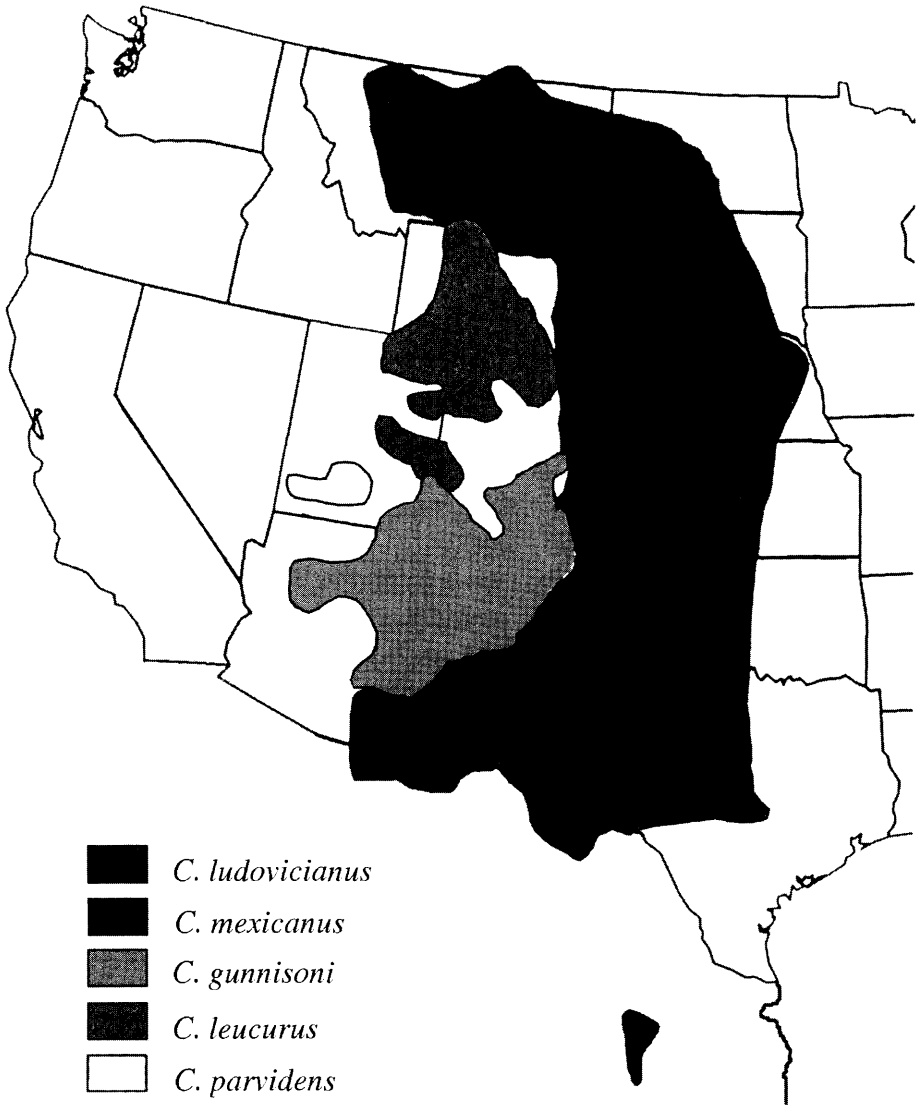 C. ludovicianus
C. mexicanus
C. gunnisoni
C. leucurus
C. parvidens